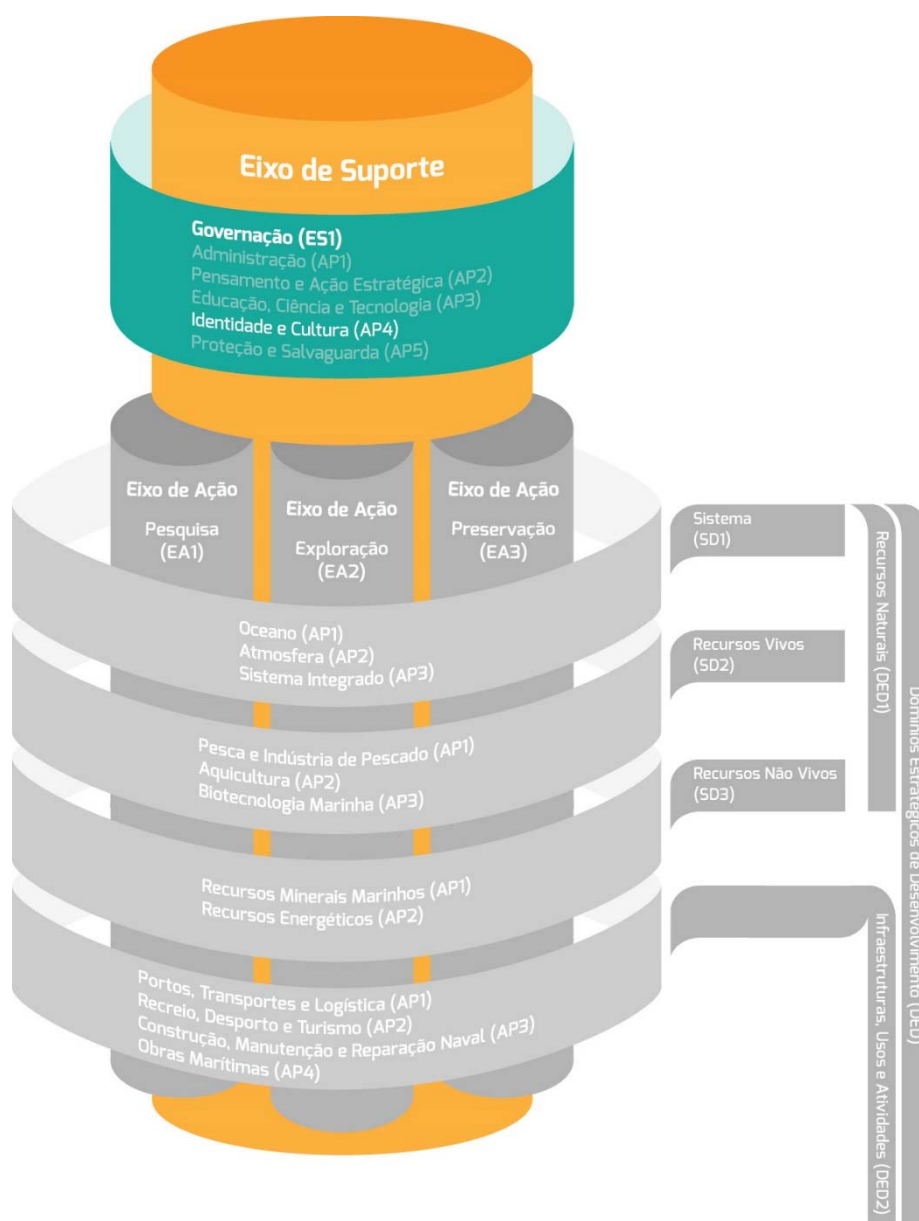 Eixo de Suporte
Governação (ES1)
Administração (AP1)
Pensamento e Ação Estratégica (AP2)
Educação, Ciência e Tecnologia (AP3)
Identidade e Cultura (AP4)
Proteção e Salvaguarda (AP5)
Eixo de Ação
Pesquisa
(EA1)
Eixo de Ação
Exploração
(EA2)
Eixo de Ação
Preservação
(EA3)
Oceano (AP1)
Atmosfera (AP2)
Sistema Integrado (AP3)
Pesca e Indústria de Pescado (AP1)
Aquicultura (AP2)
Biotecnologia Marinha (AP3)
Recursos Minerais Marinhos (AP1)
Recursos Energéticos (AP2)
Portos, Transportes e Logística (AP1)
Recreio, Desporto e Turismo (AP2)
Construção, Manutenção e Reparação Naval (AP3)
Obras Marítimas (AP4)
Sistema
(SD1)
Recursos Vivos
(SD2)
Recursos Não Vivos
(SD3)
Recursos Naturais (DED1)
Infraestruturas, Usos e Atividades (DED2)
Domínios Estratégicos de Desenvolvimento (DED)